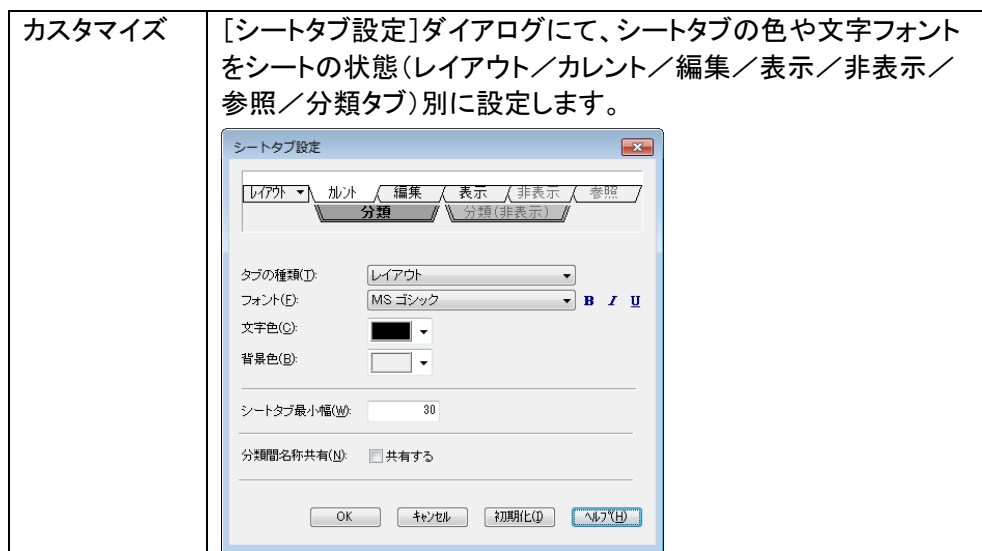 カスタマイズ
［シートタブ設定］ダイアログにて、シートタブの色や文字フォント
をシートの状態（レイアウト／カレント／編集／表示／非表示／
参照／分類タブ）別に設定します。
シートタブ設定
ﾚｲｱｳﾄ ｶﾚﾝﾄ 編集 表示 非表示 参照
分類 分類(非表示)
タブの種類(T): レイアウト
フォント(F): MS ゴシック B I U
文字色(C):
背景色(B):
シートタブ最小幅(W): 30
分類間名称共有(N): 共有する
OK ｷｬﾝｾﾙ 初期化(I) ﾍﾙﾌﾟ(H)